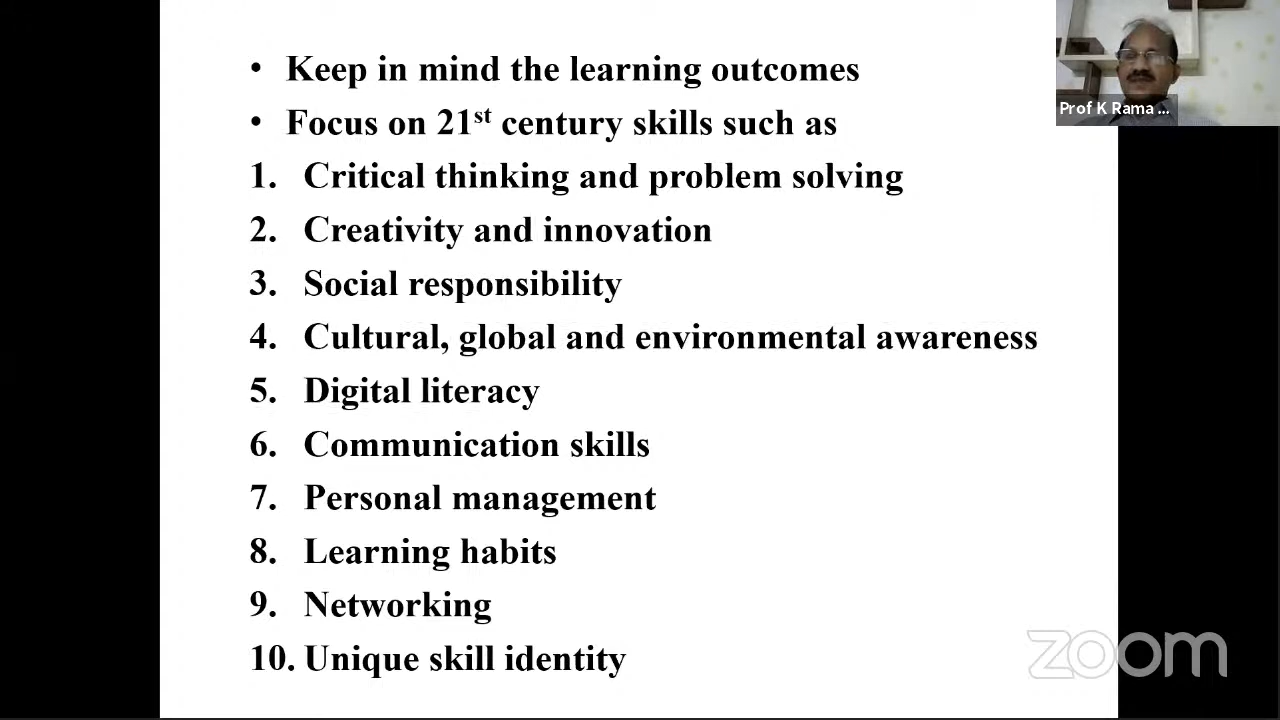 • Keep in mind the learning outcomes
• Focus on 21st century skills such as
1. Critical thinking and problem solving
2. Creativity and innovation
3. Social responsibility
4. Cultural, global and environmental awareness
5. Digital literacy
6. Communication skills
7. Personal management
8. Learning habits
9. Networking
10. Unique skill identity
Prof K Rama ...
zoom